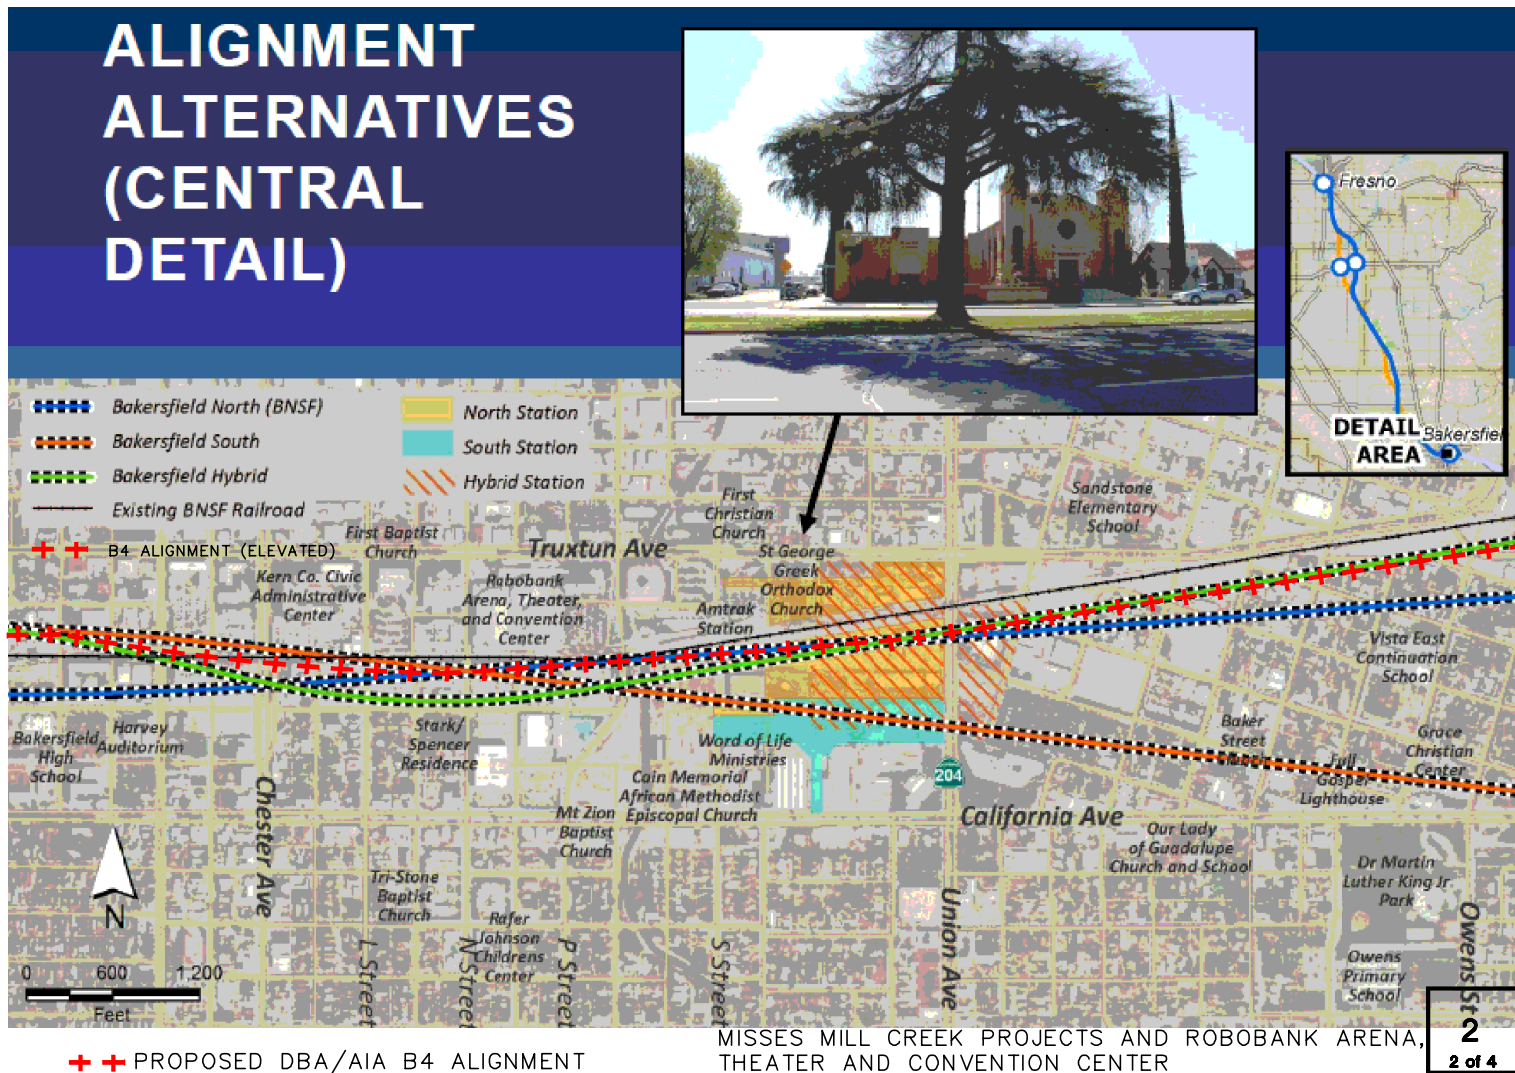 ALIGNMENT
ALTERNATIVES
(CENTRAL
DETAIL)
Fresno
DETAIL
AREA
Bakersfiel
Bakersfield North (BNSF)
Bakersfield South
Bakersfield Hybrid
Existing BNSF Railroad
B4 ALIGNMENT (ELEVATED)
North Station
South Station
Hybrid Station
First Baptist
Church
Truxtun Ave
First
Christian
Church
Sandstone
Elementary
School
Kern Co. Civic
Administrative
Center
Rabobank
Arena, Theater,
and Convention
Center
St George
Greek
Orthodox
Church
Amtrak
Station
Vista East
Continuation
School
Bakersfield
High
School
Harvey
Auditorium
Stark/
Spencer
Residence
Word of Life
Ministries
Cain Memorial
African Methodist
Episcopal Church
Mt Zion
Baptist
Church
204
California Ave
Baker
Street
Full
Gospel
Lighthouse
Grace
Christian
Center
Our Lady
of Guadalupe
Church and School
Dr Martin
Luther King Jr
Park
Chester Ave
Tri-Stone
Baptist
Church
Rafer
Johnson
Childrens
Center
L Street
N Street
P Street
S Street
Union Ave
Owens St
Owens
Primary
School
N
0 600 1,200
Feet
PROPOSED DBA/AIA B4 ALIGNMENT
MISSES MILL CREEK PROJECTS AND ROBOBANK ARENA,
THEATER AND CONVENTION CENTER
2
2 of 4